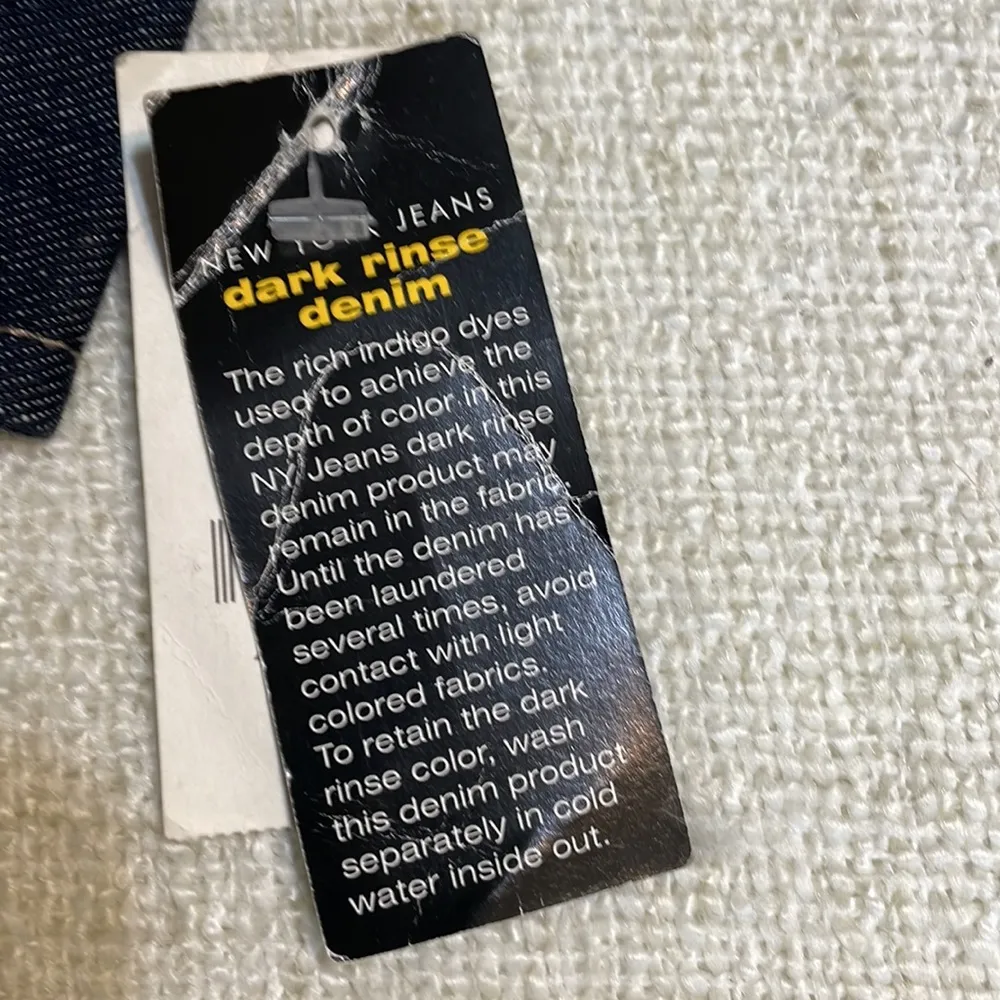 NEW YORK JEANS
dark rinse
denim
The rich indigo dyes
used to achieve the
depth of color in this
NY Jeans dark rinse
denim product may
remain in the fabric.
Until the denim has
been laundered
several times, avoid
contact with light
colored fabrics.
To retain the dark
rinse color, wash
this denim product
separately in cold
water inside out.